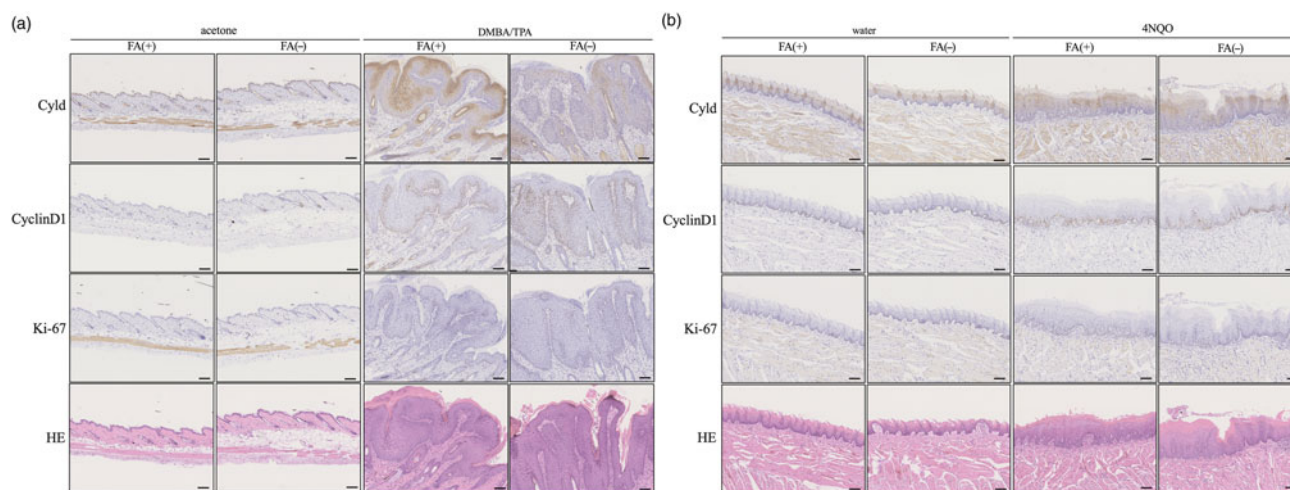 (a)
acetone DMBA/TPA
FA(+) FA(−) FA(+) FA(−)
Cyld
CyclinD1
Ki-67
HE
(b)
water 4NQO
FA(+) FA(−) FA(+) FA(−)
Cyld
CyclinD1
Ki-67
HE